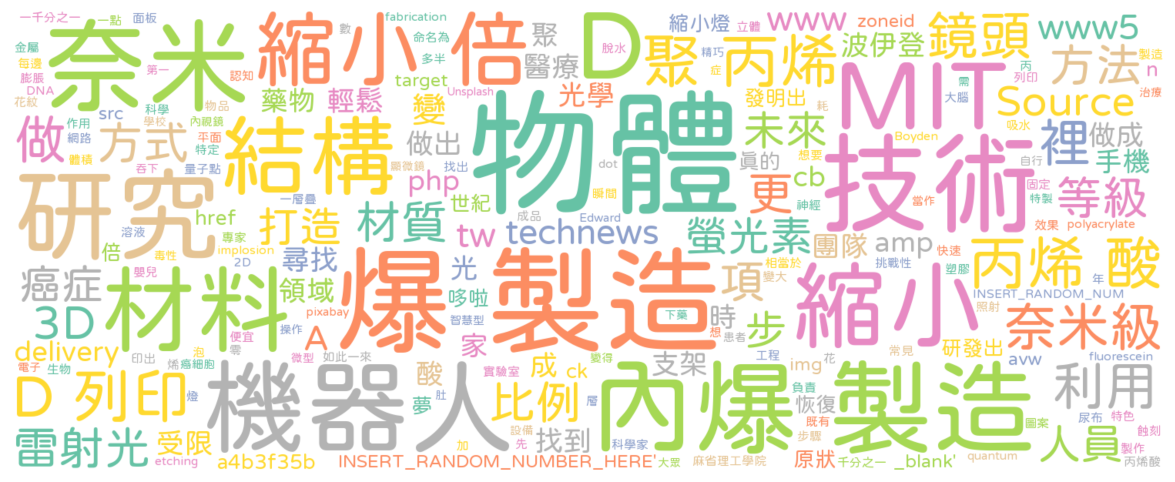 一千分之一
一點
面板
奈米
縮小
倍
D
fabrication
命名為
多半
數
聚
醫療
target
縮小燈
立體
聚 丙烯
www
zoneid
波伊登
鏡頭
www5
方法
n
治療
金屬
每邊
膨脹
DNA
花紋
第一
認知
藥物
輕鬆
光學
Unsplash
脫水
精巧
症
發明出
MIT
Source
丙
列印
需
大腦
src
科學
學校
物品
內視鏡
作用
網路
平面
特定
體積
量子點
吞下
做
方式
結構
顯微鏡
找出
變
做出
物體
未來
耗
吸水
Boyden
想要
技術
裡
做成
手機
自行
固定
特製
當作
等級
研究
溶液
毒性
href
專家
implosion
2D
嬰兒
倍
打造
一層疊
材質
php
世紀
tw
成品
Edward
technews
dot
瞬間
眞的
更
cb
神經
螢光素
團隊
amp
快速
挑戰性
相當於
變大
塑膠
效果
polyacrylate
丙烯 酸
年
癌症
材料
尋找
領域
pixabay
光
哆啦
智慧型
爆
製造
下藥
想
患者
項
時
步
縮小
INSERT_RANDOM_NUM
照射
奈米級
3D
便宜
零
操作
A
家
delivery
印出
泡
烯
癌細胞
電子
生物
燈
微型
如此一來
變得
實驗室
酸
夢
肚
成
ck
工程
支架
層
img
花
常見
研發出
avw
fluorescein
D 列印
機器人
比例
內爆
負責
恢復
既有
步驟
製造
利用
圖案
尿布
特色
蝕刻
製作
雷射光
受限
etching
a4b3f35b
加
設備
先
找到
科學家
INSERT_RANDOM_NUMBER_HERE'
大眾
麻省理工學院
原狀
千分之一
_blank'
quantum
人員
丙烯酸